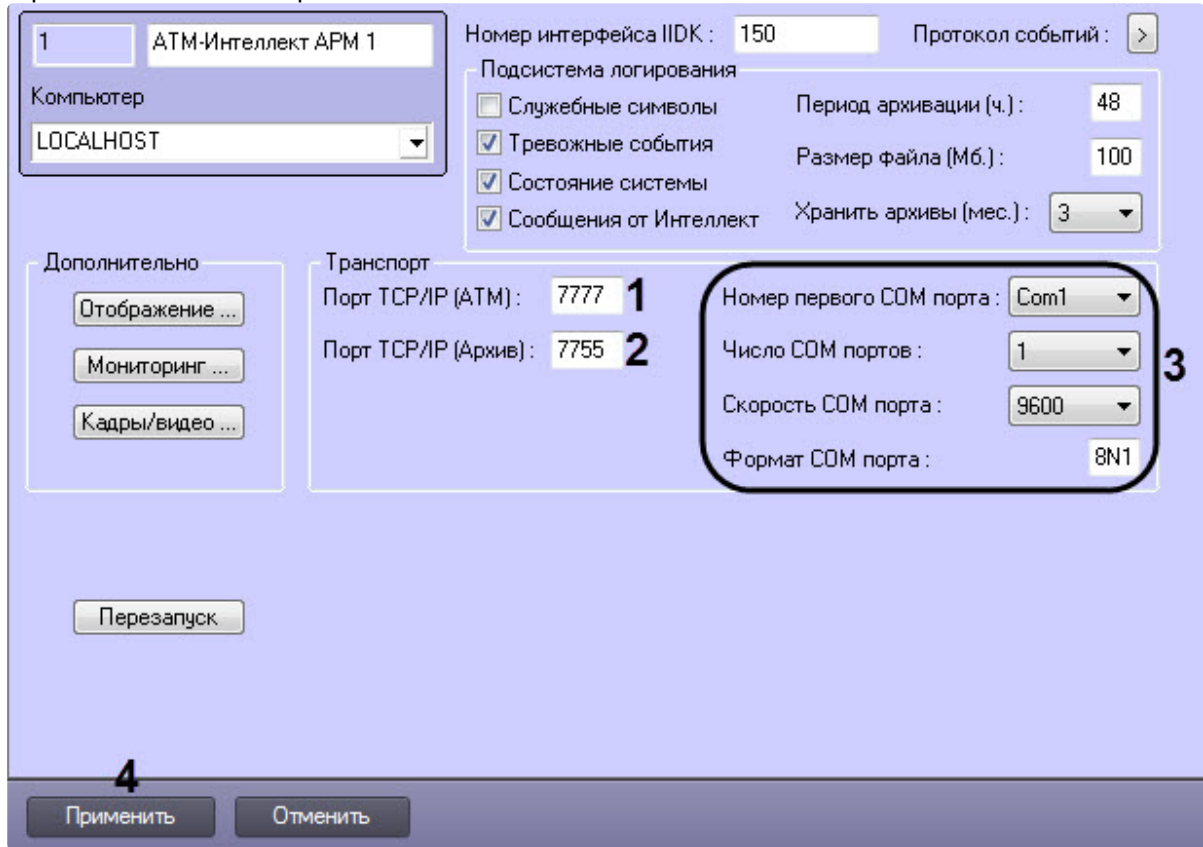 1 АТМ-Интеллект АРМ 1
Компьютер
LOCALHOST
Номер интерфейса IIDK : 150 Протокол событий : >
Подсистема логирования
Служебные символы
Тревожные события
Состояние системы
Сообщения от Интеллект
Период архивации (ч.) : 48
Размер файла (Мб.) : 100
Хранить архивы (мес.) : 3
Дополнительно
Отображение ...
Мониторинг ...
Кадры/видео ...
Транспорт
Порт TCP/IP (АТМ) : 7777 1
Порт TCP/IP (Архив) : 7755 2
Номер первого COM порта : Com1
Число COM портов : 1
Скорость COM порта : 9600
Формат COM порта : 8N1
3
Перезапуск
4
Применить Отменить